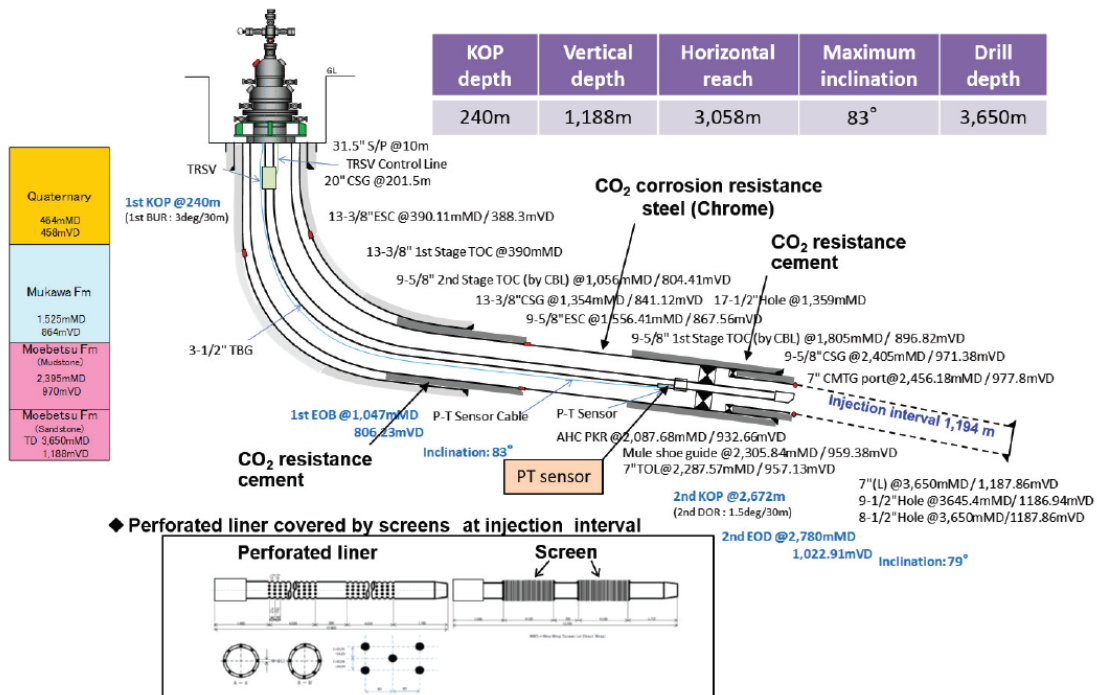 KOP depth
Vertical depth
Horizontal reach
Maximum inclination
Drill depth
240m
1,188m
3,058m
83°
3,650m
GL
31.5" S/P @10m
TRSV
TRSV Control Line
20" CSG @201.5m
1st KOP @240m
(1st BUR : 3deg/30m)
Quaternary
464mMD
458mVD
Mukawa Fm
1,525mMD
864mVD
Moebetsu Fm
(Mudstone)
2,395mMD
970mVD
Moebetsu Fm
(Sandstone)
TD 3,650mMD
1,188mVD
CO2 corrosion resistance
steel (Chrome)
13-3/8"ESC @390.11mMD / 388.3mVD
CO2 resistance
cement
13-3/8" 1st Stage TOC @390mMD
9-5/8" 2nd Stage TOC (by CBL) @1,056mMD / 804.41mVD
13-3/8"CSG @1,354mMD / 841.12mVD
17-1/2"Hole @1,359mMD
9-5/8"ESC @1,556.41mMD / 867.56mVD
9-5/8" 1st Stage TOC (by CBL) @1,805mMD / 896.82mVD
9-5/8"CSG @2,405mMD / 971.38mVD
7" CMTG port@2,456.18mMD / 977.8mVD
3-1/2" TBG
Injection interval 1,194 m
1st EOB @1,047mMD
806.23mVD
P-T Sensor Cable
P-T Sensor
Inclination: 83°
AHC PKR @2,087.68mMD / 932.66mVD
Mule shoe guide @2,305.84mMD / 959.38mVD
7"TOL@2,287.57mMD / 957.13mVD
CO2 resistance
cement
PT sensor
7"(L) @3,650mMD / 1,187.86mVD
9-1/2"Hole @3645.4mMD/ 1186.94mVD
8-1/2"Hole @3,650mMD/1187.86mVD
2nd KOP @2,672m
(2nd DOR : 1.5deg/30m)
2nd EOD @2,780mMD
1,022.91mVD
Inclination: 79°
◆ Perforated liner covered by screens at injection interval
Perforated liner
Screen